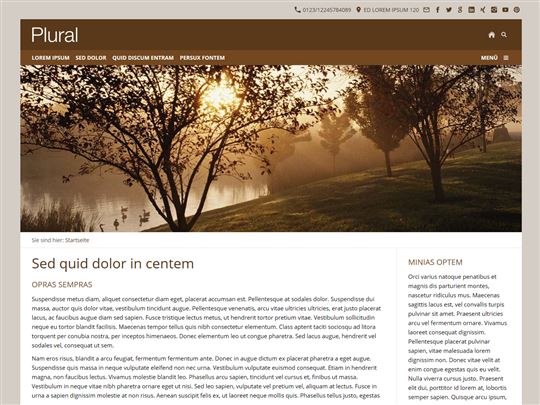 0123/12245784089 ED LOREM IPSUM 120
Plural
LOREM IPSUM SED DOLOR QUID DISCUM ENTRAM PERSUX FONTEM MENÜ
Sie sind hier: Startseite
Sed quid dolor in centem
OPRAS SEMPRAS
Suspendisse metus diam, aliquet consectetur diam eget, placerat accumsan est. Pellentesque at sodales dolor. Suspendisse dui
massa, auctor quis dolor vitae, vestibulum tincidunt augue. Pellentesque venenatis, arcu vitae ultricies ultricies, erat justo placerat
lacus, ac faucibus augue diam sed sapien. Fusce tristique lectus metus, ut hendrerit tortor pretium vitae. Vestibulum sollicitudin
neque eu tortor blandit facilisis. Maecenas tempor tellus quis nibh consectetur elementum. Class aptent taciti sociosqu ad litora
torquent per conubia nostra, per inceptos himenaeos. Donec elementum leo ut congue pharetra. Sed lacus augue, hendrerit vel
sodales vel, consequat ut sem.
Nam eros risus, blandit a arcu feugiat, fermentum fermentum ante. Donec in augue dictum ex placerat pharetra a eget augue.
Suspendisse quis massa in neque vulputate eleifend non nec urna. Vestibulum vulputate euismod consequat. Etiam in hendrerit
magna, non faucibus lectus. Vivamus molestie blandit leo. Phasellus arcu sapien, tincidunt vel cursus et, finibus ut massa.
Vestibulum in neque vitae nibh pharetra ornare eget ut nisi. Sed leo sapien, vulputate vel pretium vel, aliquam at lectus. Fusce in
urna a sapien dignissim molestie at non risus. Aenean suscipit felis ex, ut laoreet neque mollis quis. Phasellus tellus justo, egestas
MINIAS OPTEM
Orci varius natoque penatibus et
magnis dis parturient montes,
nascetur ridiculus mus. Maecenas
sagittis lacus est, vel convallis turpis
pulvinar sit amet. Praesent ultricies
arcu vel fermentum ornare. Vivamus
laoreet consequat dignissim.
Pellentesque placerat pulvinar
sapien, vitae malesuada lorem
dignissim non. Donec vitae velit at
enim congue egestas quis eu velit.
Nulla viverra cursus justo. Praesent
elit dui, porttitor id lorem at, lobortis
semper sapien. Quisque arcu ipsum,